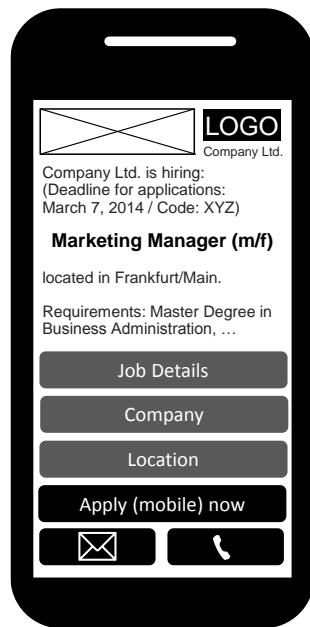 LOGO
Company Ltd.
Company Ltd. is hiring:
(Deadline for applications:
March 7, 2014 / Code: XYZ)
Marketing Manager (m/f)
located in Frankfurt/Main.
Requirements: Master Degree in
Business Administration, …
Job Details
Company
Location
Apply (mobile) now